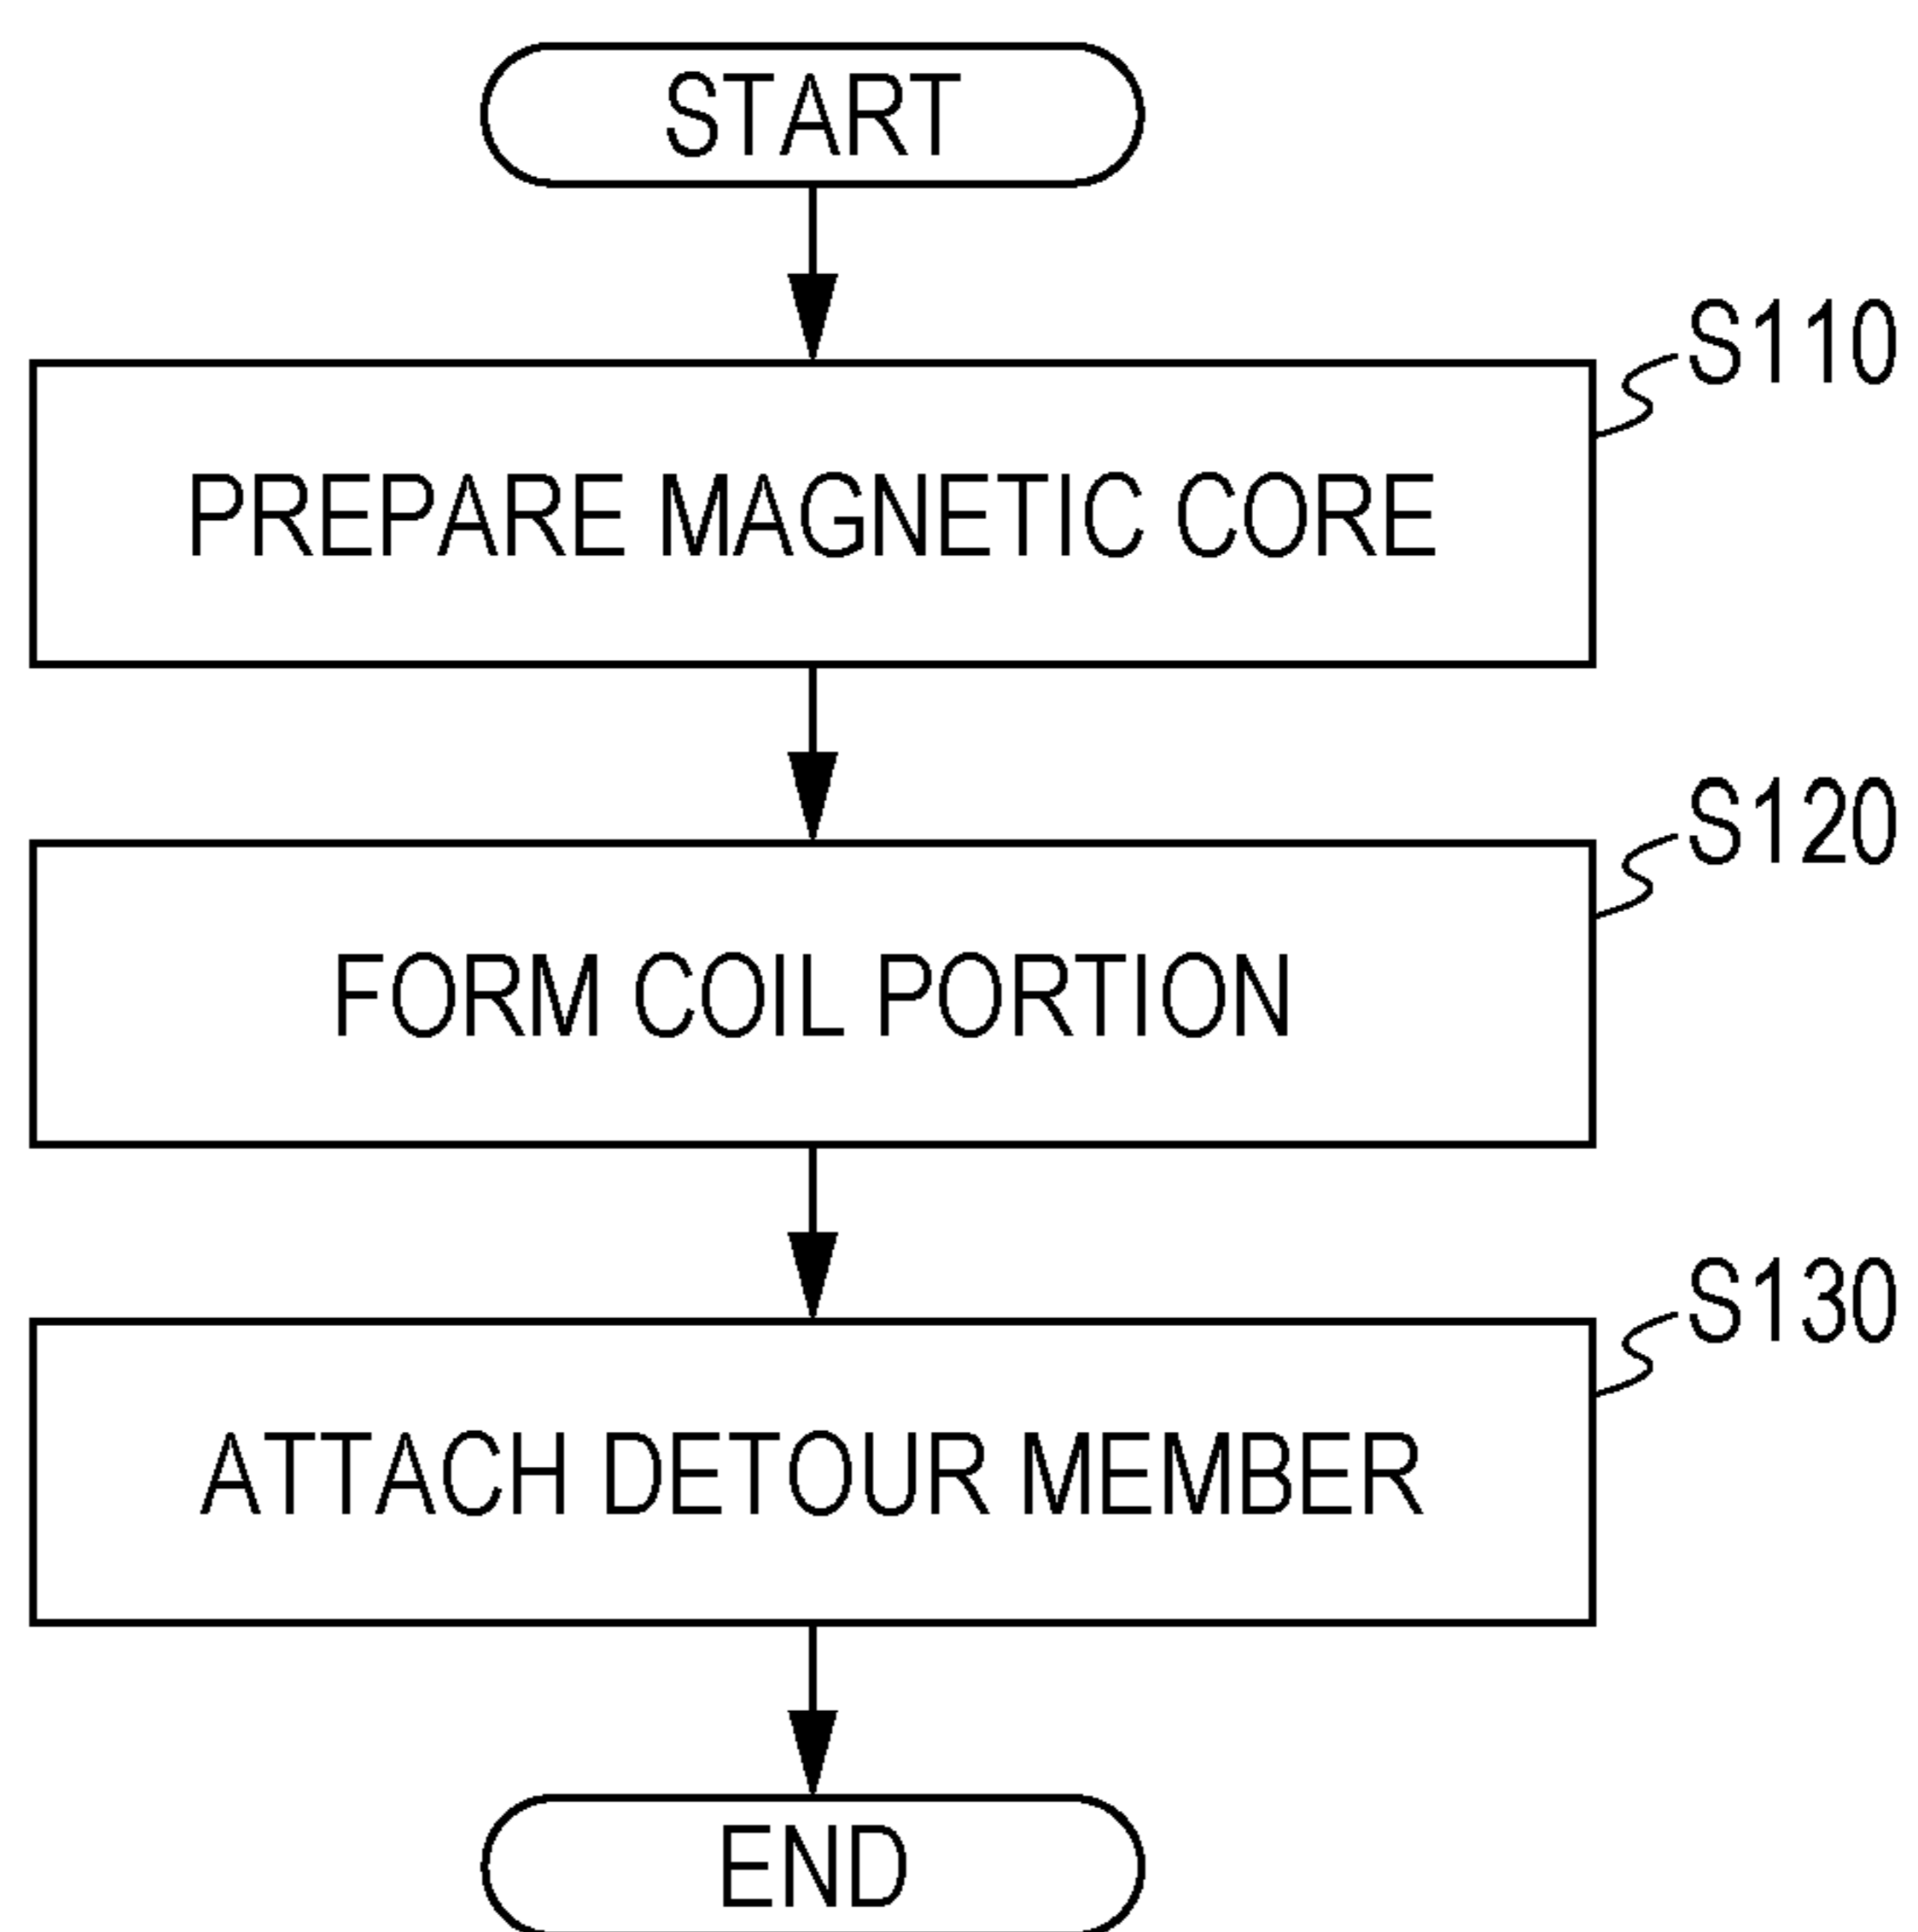 START
S110
PREPARE MAGNETIC CORE
S120
FORM COIL PORTION
S130
ATTACH DETOUR MEMBER
END